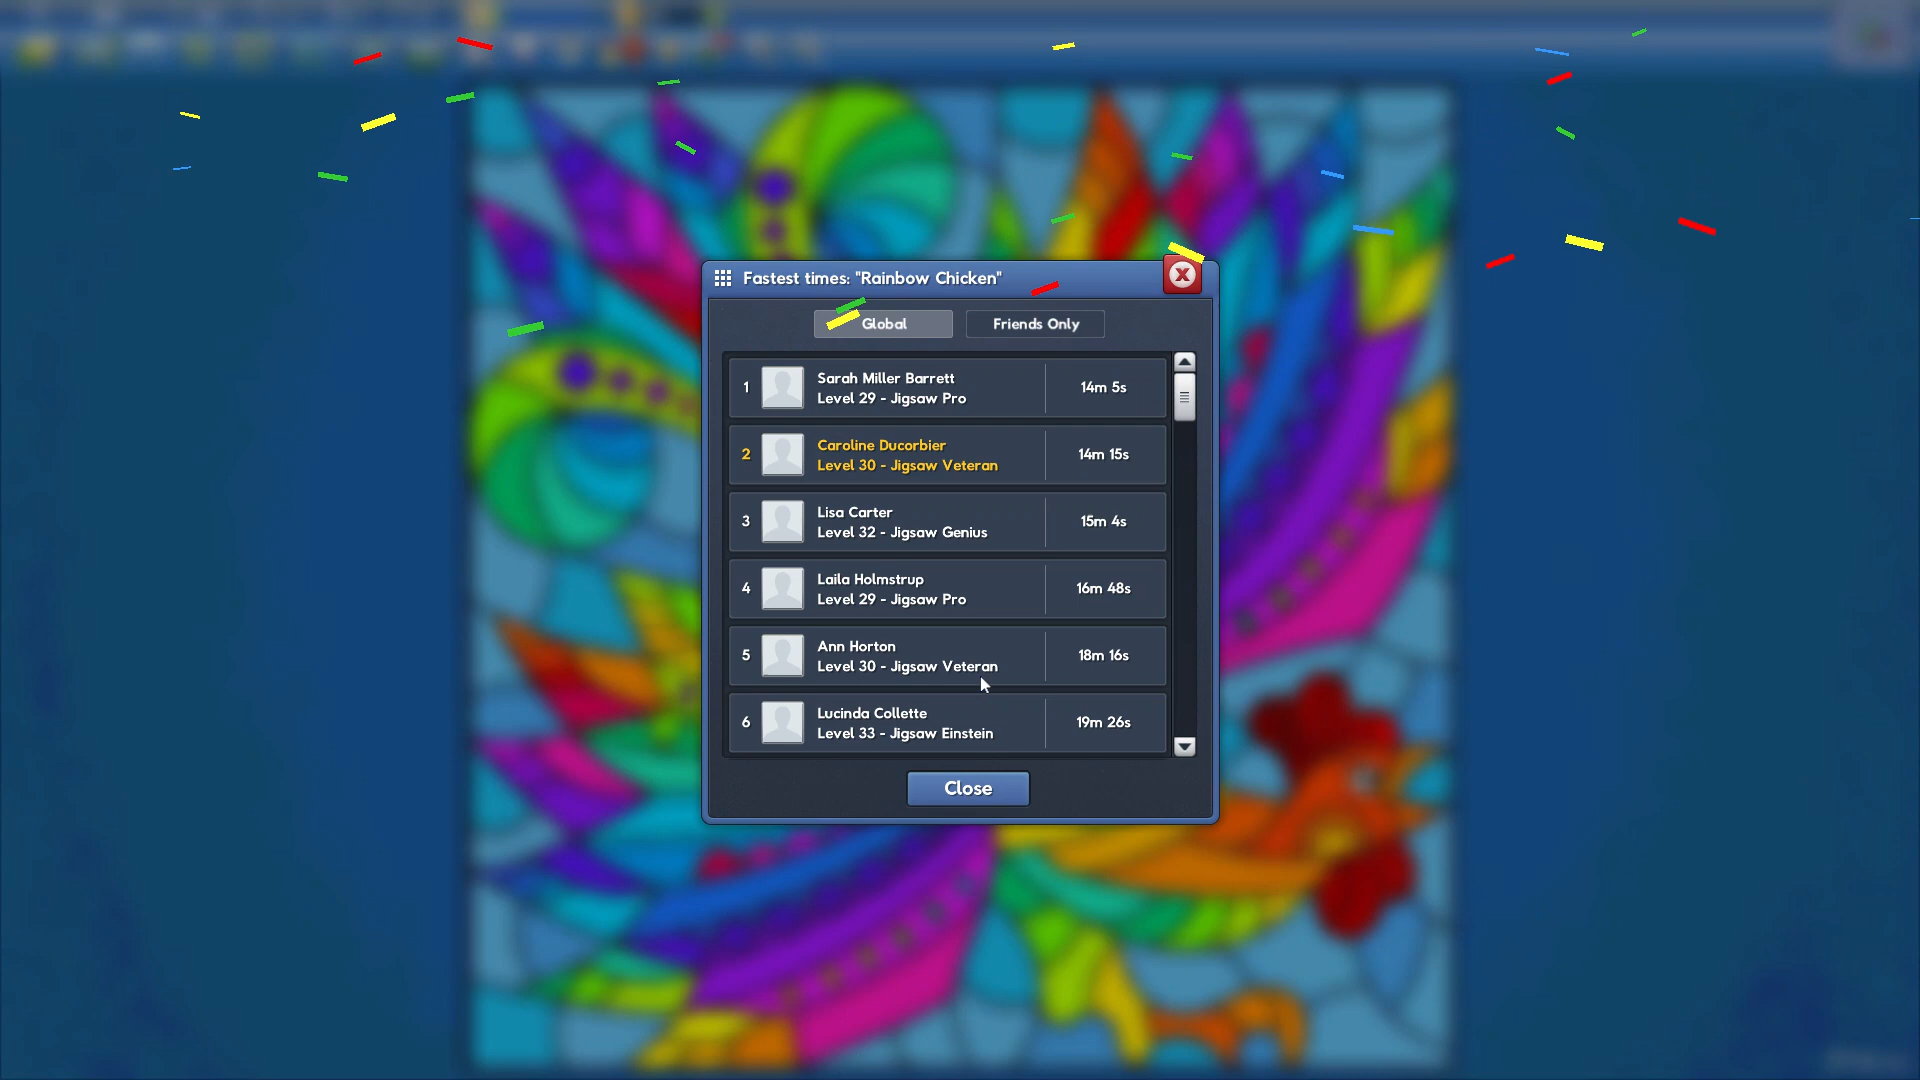 Fastest times: "Rainbow Chicken"
Global
Friends Only
1
Sarah Miller Barrett
Level 29 - Jigsaw Pro
14m 5s
2
Caroline Ducorbier
Level 30 - Jigsaw Veteran
14m 15s
3
Lisa Carter
Level 32 - Jigsaw Genius
15m 4s
4
Laila Holmstrup
Level 29 - Jigsaw Pro
16m 48s
5
Ann Horton
Level 30 - Jigsaw Veteran
18m 16s
6
Lucinda Collette
Level 33 - Jigsaw Einstein
19m 26s
Close